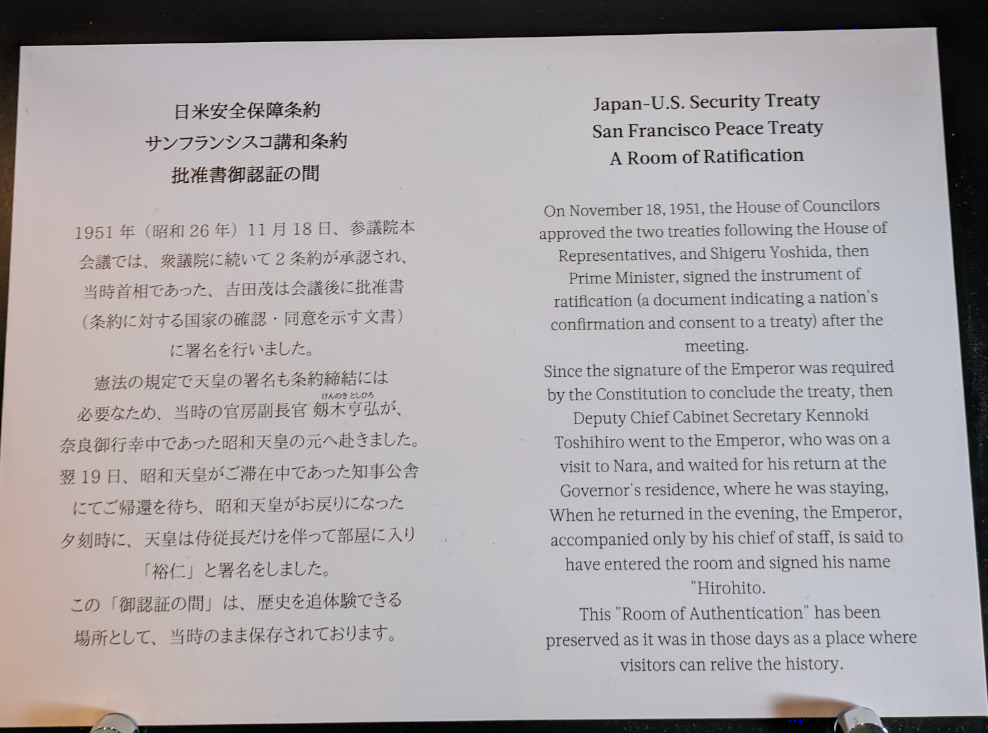 日米安全保障条約
サンフランシスコ講和条約
批准書御認証の間
1951年（昭和26年）11月18日、参議院本
会議では、衆議院に続いて2条約が承認され、
当時首相であった、吉田茂は会議後に批准書
（条約に対する国家の確認・同意を示す文書）
に署名を行いました。
憲法の規定で天皇の署名も条約締結には
けんのき としひろ
必要なため、当時の官房副長官 剱木亨弘が、
奈良御行幸中であった昭和天皇の元へ赴きました。
翌19日、昭和天皇がご滞在中であった知事公舎
にてご帰還を待ち、昭和天皇がお戻りになった
夕刻時に、天皇は侍従長だけを伴って部屋に入り
「裕仁」と署名をしました。
この「御認証の間」は、歴史を追体験できる
場所として、当時のまま保存されております。
Japan-U.S. Security Treaty
San Francisco Peace Treaty
A Room of Ratification
On November 18, 1951, the House of Councilors
approved the two treaties following the House of
Representatives, and Shigeru Yoshida, then
Prime Minister, signed the instrument of
ratification (a document indicating a nation's
confirmation and consent to a treaty) after the
meeting.
Since the signature of the Emperor was required
by the Constitution to conclude the treaty, then
Deputy Chief Cabinet Secretary Kennoki
Toshihiro went to the Emperor, who was on a
visit to Nara, and waited for his return at the
Governor's residence, where he was staying,
When he returned in the evening, the Emperor,
accompanied only by his chief of staff, is said to
have entered the room and signed his name
"Hirohito.
This "Room of Authentication" has been
preserved as it was in those days as a place where
visitors can relive the history.